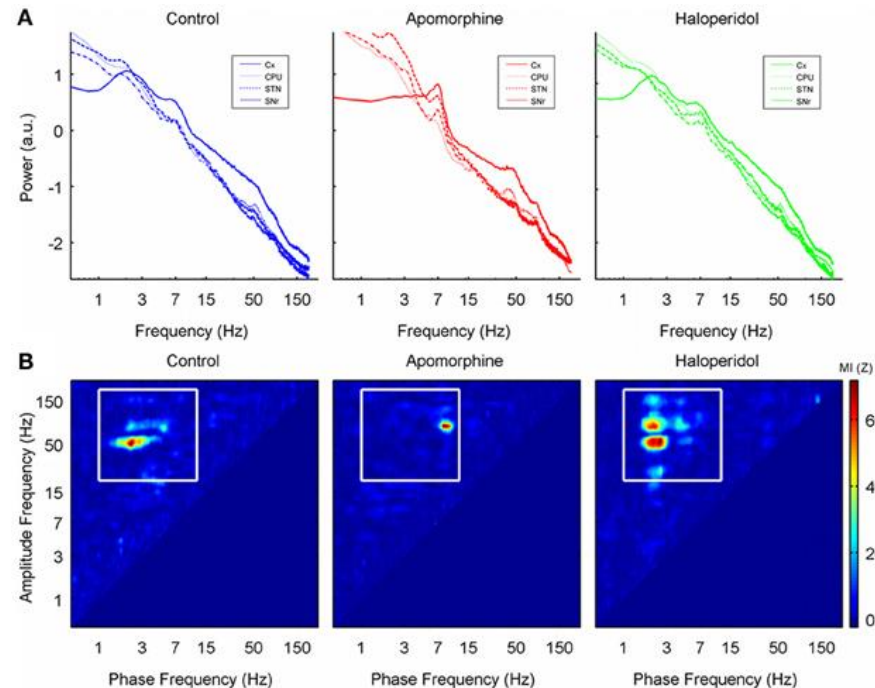 A
Control
Apomorphine
Haloperidol
Power (a.u.)
1
0
-1
-2
Cx
CPU
STN
SNr
Cx
CPU
STN
SNr
Cx
CPU
STN
SNr
1 3 7 15 50 150
1 3 7 15 50 150
1 3 7 15 50 150
Frequency (Hz)
Frequency (Hz)
Frequency (Hz)
B
Control
Apomorphine
Haloperidol
MI (Z)
Amplitude Frequency (Hz)
150
50
15
7
3
1
6
4
2
0
1 3 7 15 50 150
1 3 7 15 50 150
1 3 7 15 50 150
Phase Frequency (Hz)
Phase Frequency (Hz)
Phase Frequency (Hz)